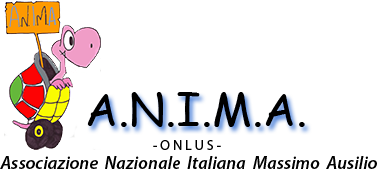 ANIMA
A.N.I.M.A.
-ONLUS-
Associazione Nazionale Italiana Massimo Ausilio